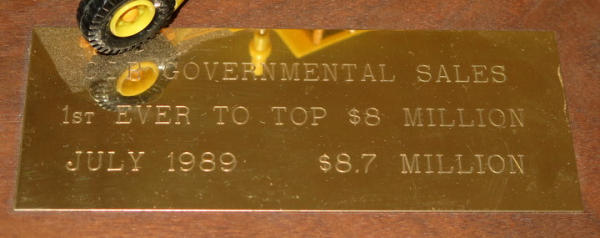 GOVERNMENTAL SALES
1ST EVER TO TOP $8 MILLION
JULY 1989 $8.7 MILLION